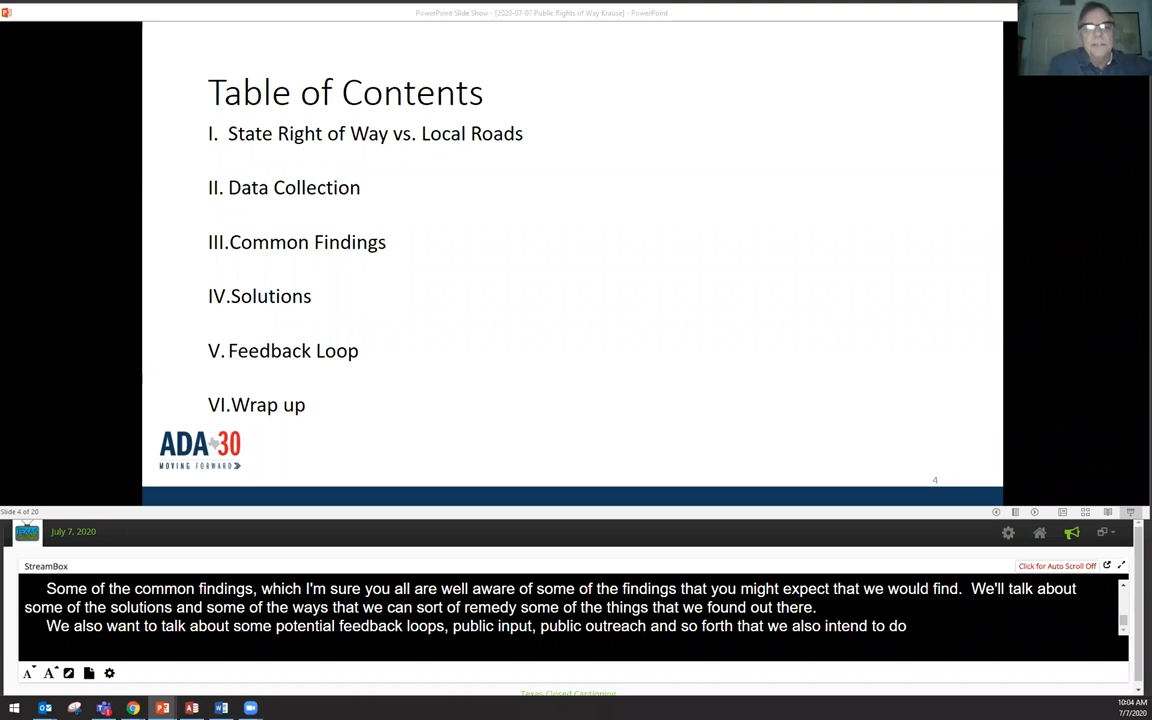 PowerPoint Slide Show - [2020-07-07 Public Rights of Way Krause] - PowerPoint
Table of Contents
I. State Right of Way vs. Local Roads
II. Data Collection
III.Common Findings
IV.Solutions
V. Feedback Loop
VI.Wrap up
ADA 30
MOVING FORWARD
4
Slide 4 of 20
July 7, 2020
StreamBox
Click for Auto Scroll Off
Some of the common findings, which I'm sure you all are well aware of some of the findings that you might expect that we would find. We'll talk about
some of the solutions and some of the ways that we can sort of remedy some of the things that we found out there.
We also want to talk about some potential feedback loops, public input, public outreach and so forth that we also intend to do
A A
Texas Closed Captioning
10:04 AM
7/7/2020